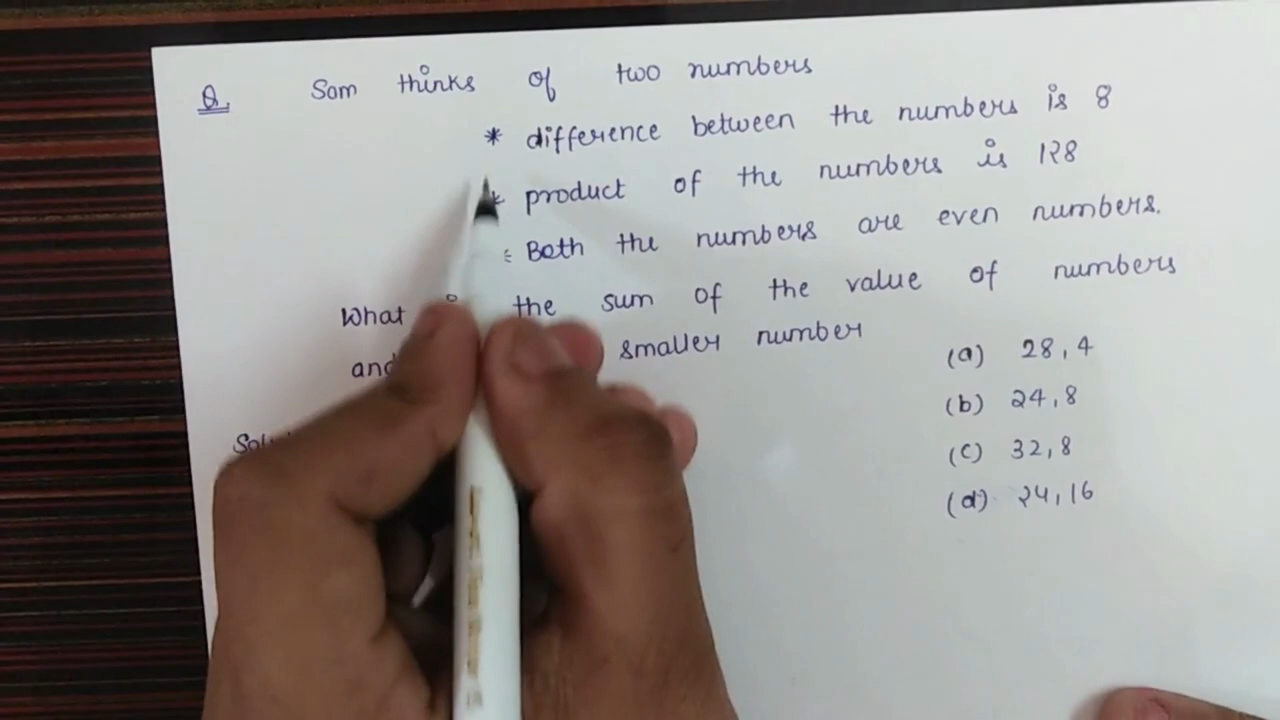 Q. Sam thinks of two numbers
* difference between the numbers is 8
* product of the numbers is 128
Both the numbers are even numbers.
What the sum of the value of numbers
and smaller number
(a) 28, 4
(b) 24, 8
(c) 32, 8
(d) 24, 16